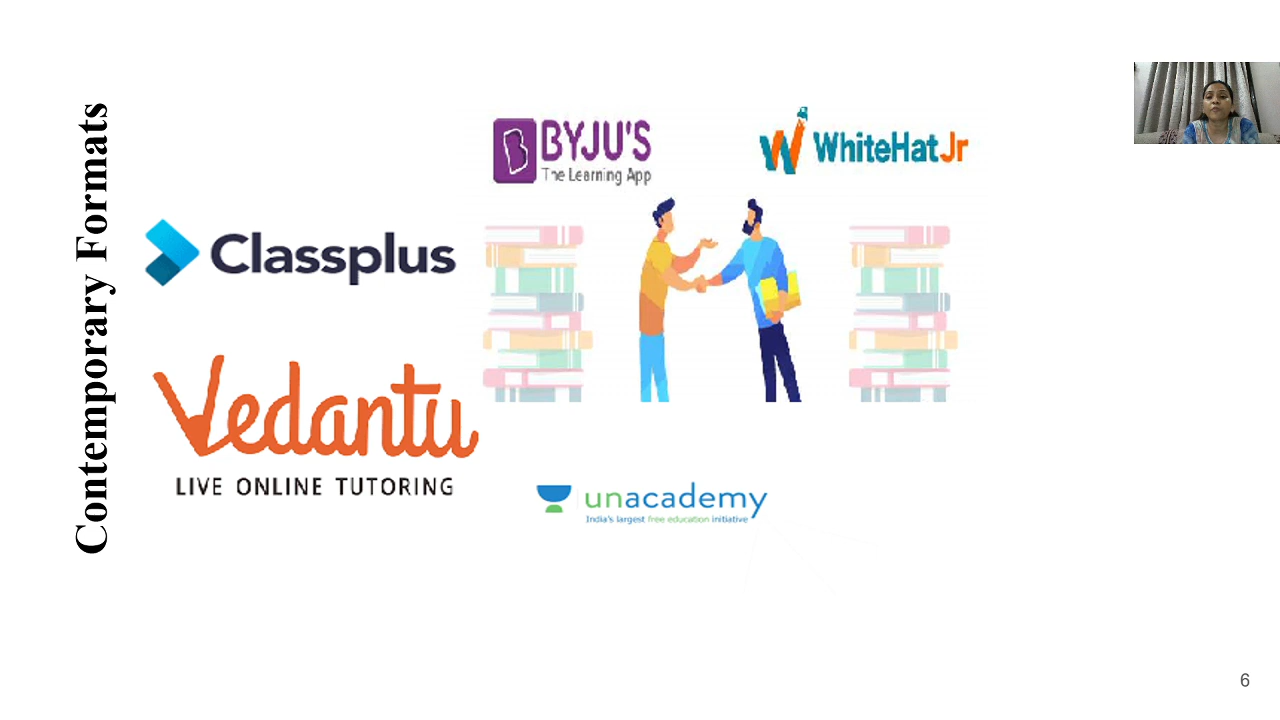 Contemporary Formats
BYJU'S
The Learning App
WhiteHat Jr
Classplus
Vedantu
LIVE ONLINE TUTORING
unacademy
India's largest free education initiative
6